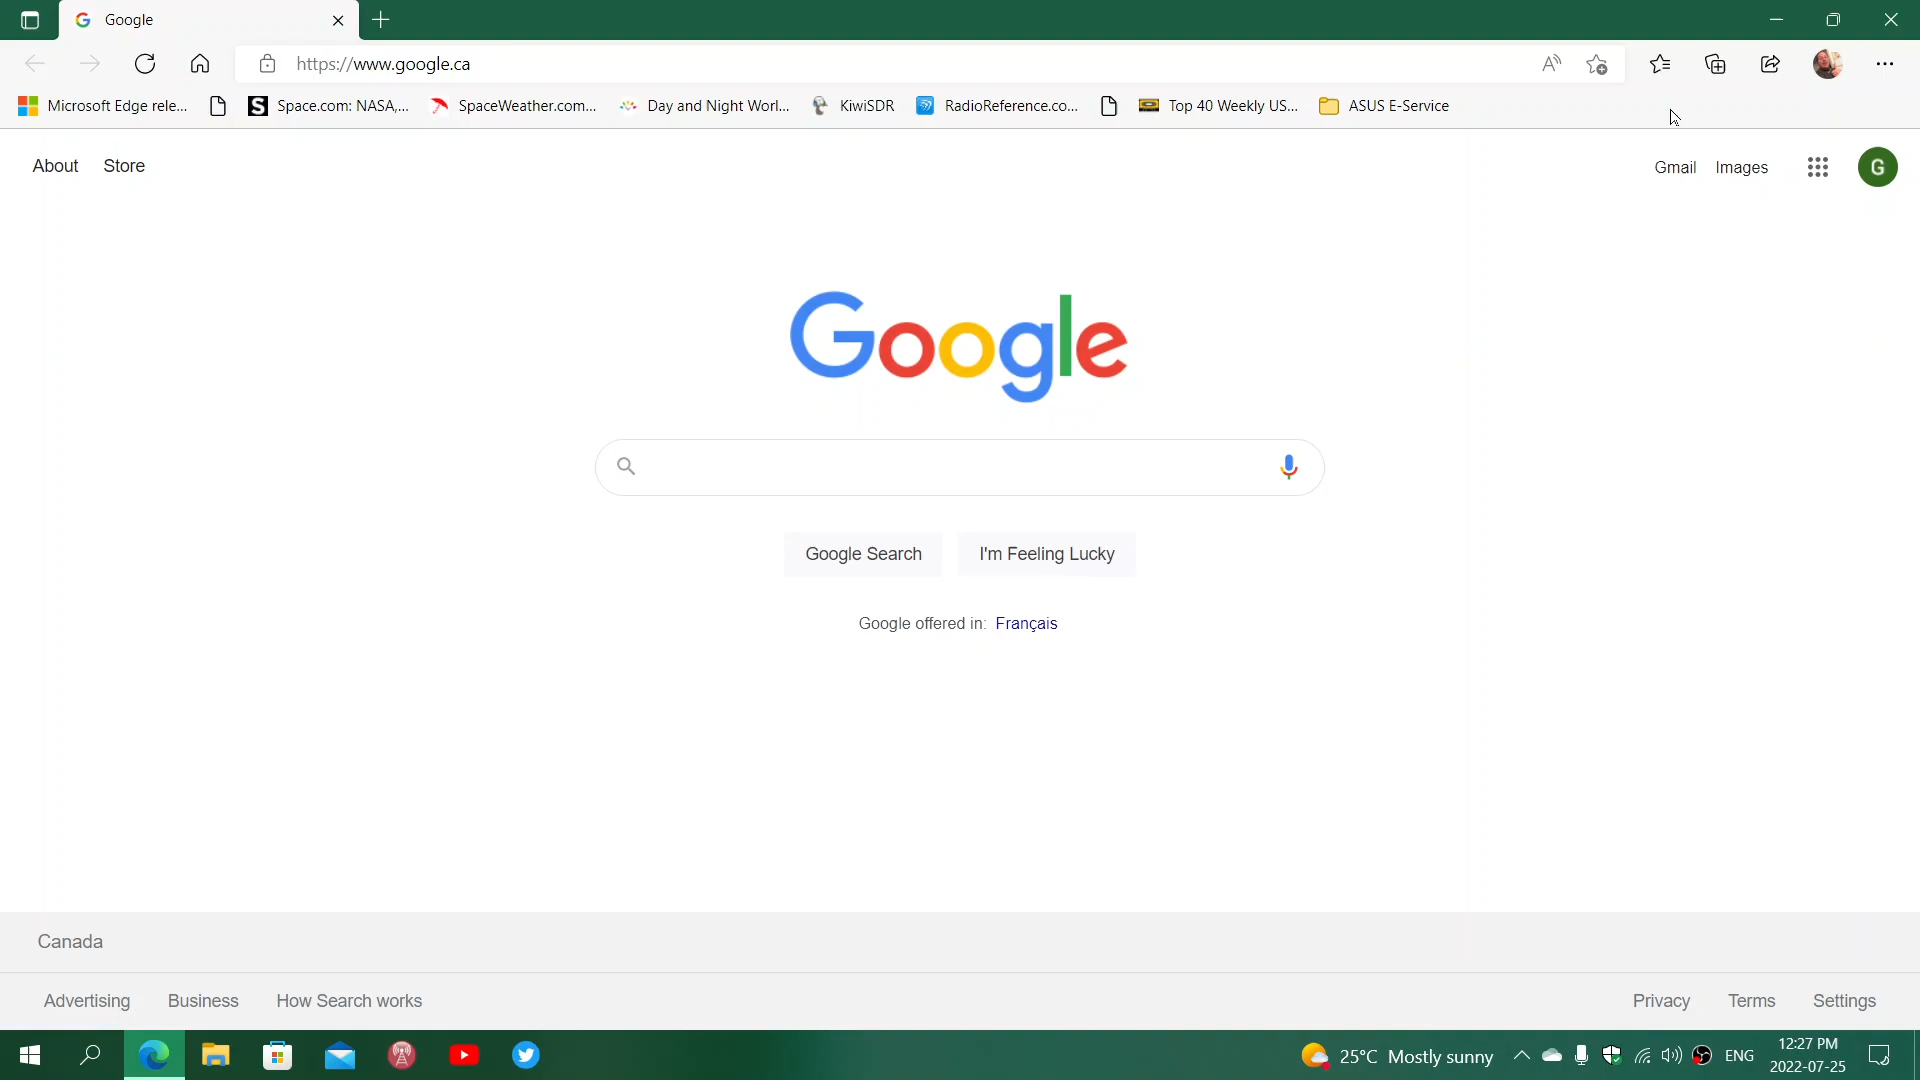 Google
https://www.google.ca
Microsoft Edge rele... Space.com: NASA,... SpaceWeather.com... Day and Night Worl... KiwiSDR RadioReference.co... Top 40 Weekly US... ASUS E-Service
About Store Gmail Images G
Google
Google Search I'm Feeling Lucky
Google offered in: Français
Canada
Advertising Business How Search works Privacy Terms Settings
25°C Mostly sunny ENG 12:27 PM
2022-07-25